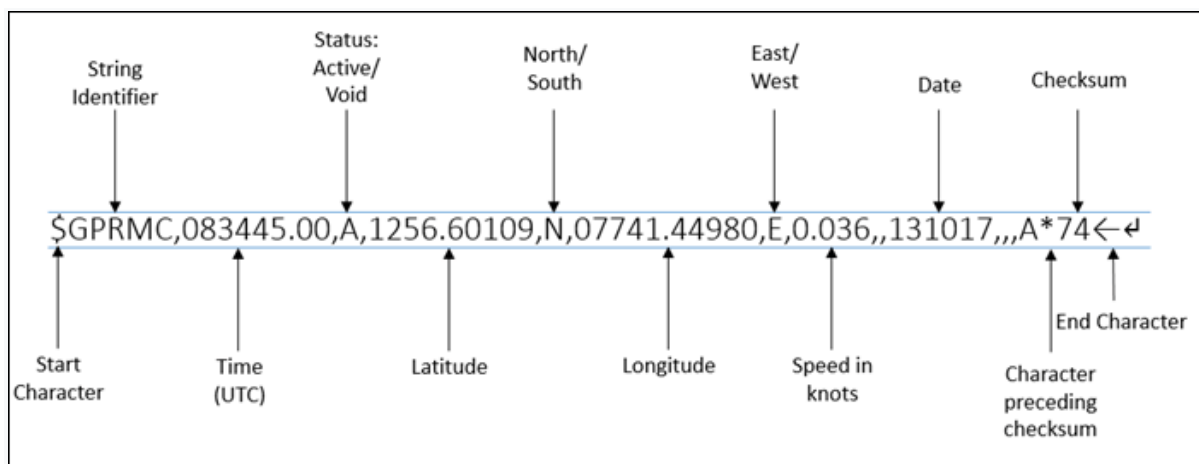 String
Identifier
Status:
Active/
Void
North/
South
East/
West
Date
Checksum
$GPRMC,083445.00,A,1256.60109,N,07741.44980,E,0.036,,131017,,,A*74←↲
Start
Character
Time
(UTC)
Latitude
Longitude
Speed in
knots
Character
preceding
checksum
End Character